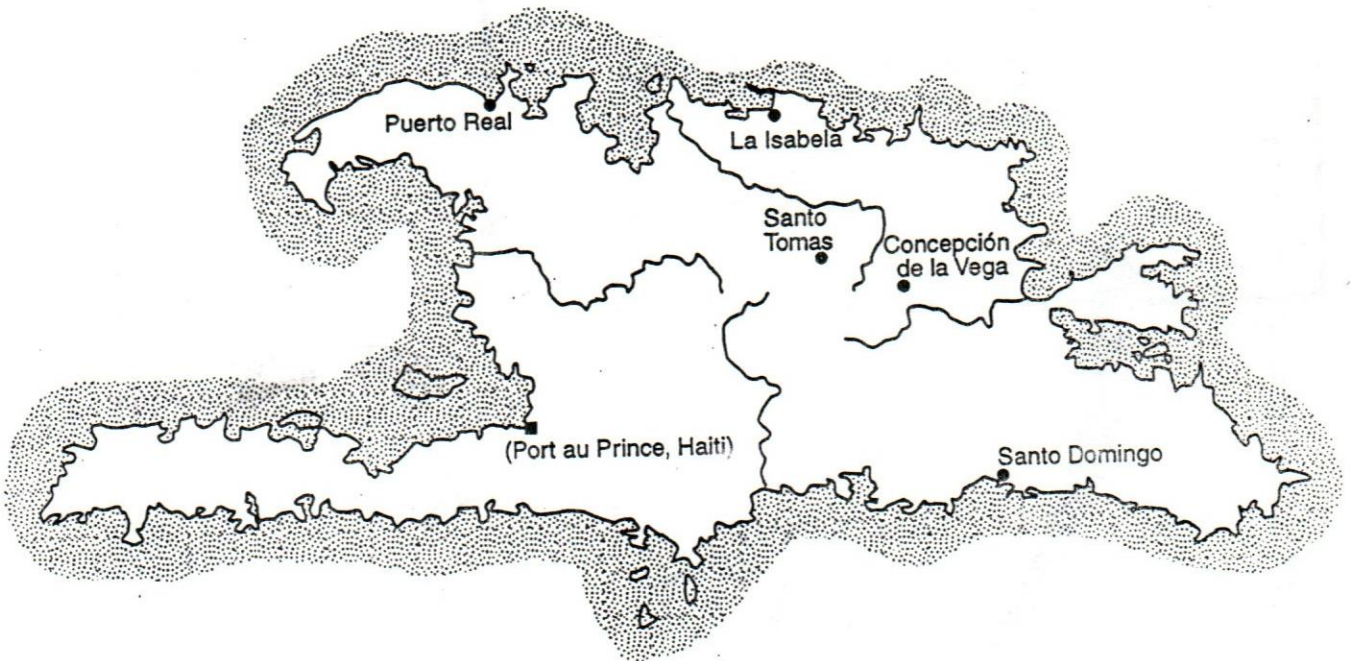 Puerto Real
La Isabela
Santo
Tomas
Concepción
de la Vega
(Port au Prince, Haiti)
Santo Domingo